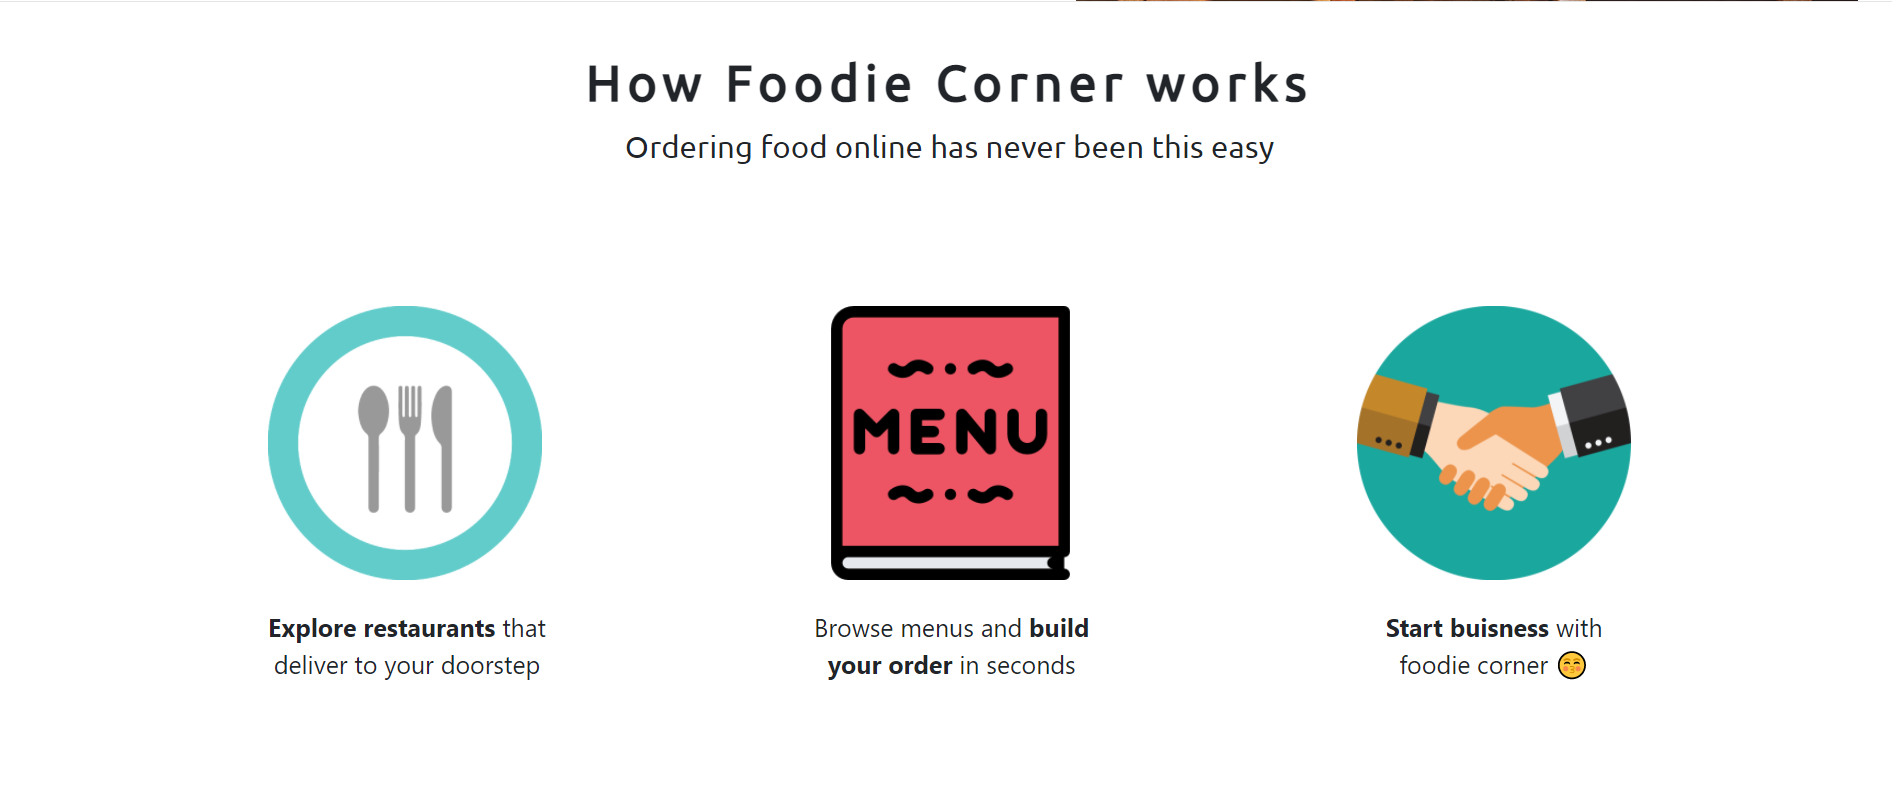 How Foodie Corner works
Ordering food online has never been this easy
MENU
Explore restaurants that
deliver to your doorstep
Browse menus and build
your order in seconds
Start buisness with
foodie corner 😚